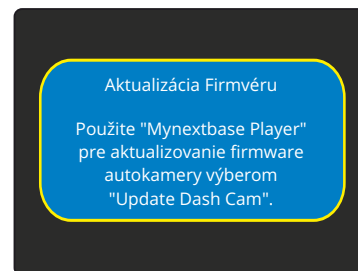 Aktualizácia Firmvéru
Použite "Mynextbase Player"
pre aktualizovanie firmware
autokamery výberom
"Update Dash Cam".